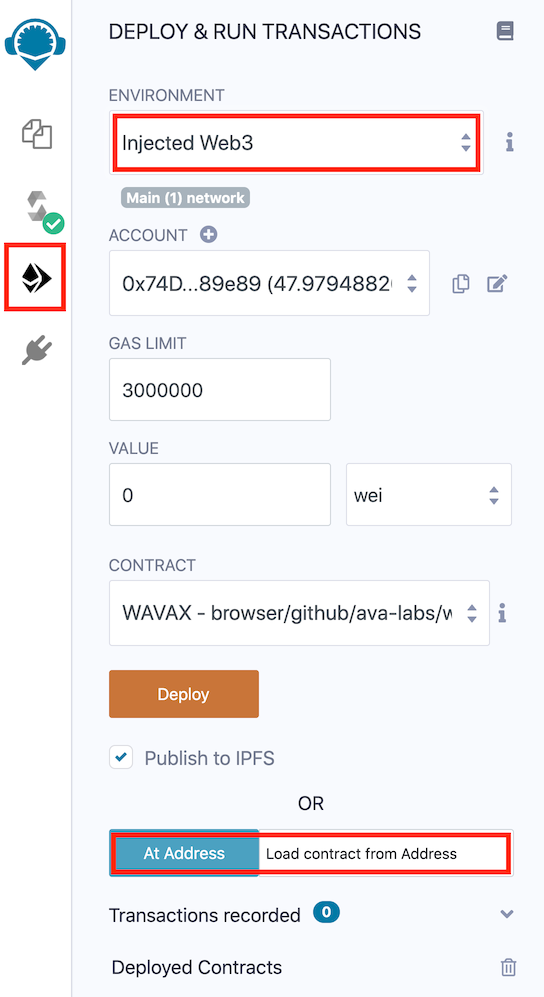 DEPLOY & RUN TRANSACTIONS
ENVIRONMENT
Injected Web3
Main (1) network
ACCOUNT
0x74D...89e89 (47.9794882
GAS LIMIT
3000000
VALUE
0 wei
CONTRACT
WAVAX - browser/github/ava-labs/w
Deploy
Publish to IPFS
OR
At Address Load contract from Address
Transactions recorded 0
Deployed Contracts